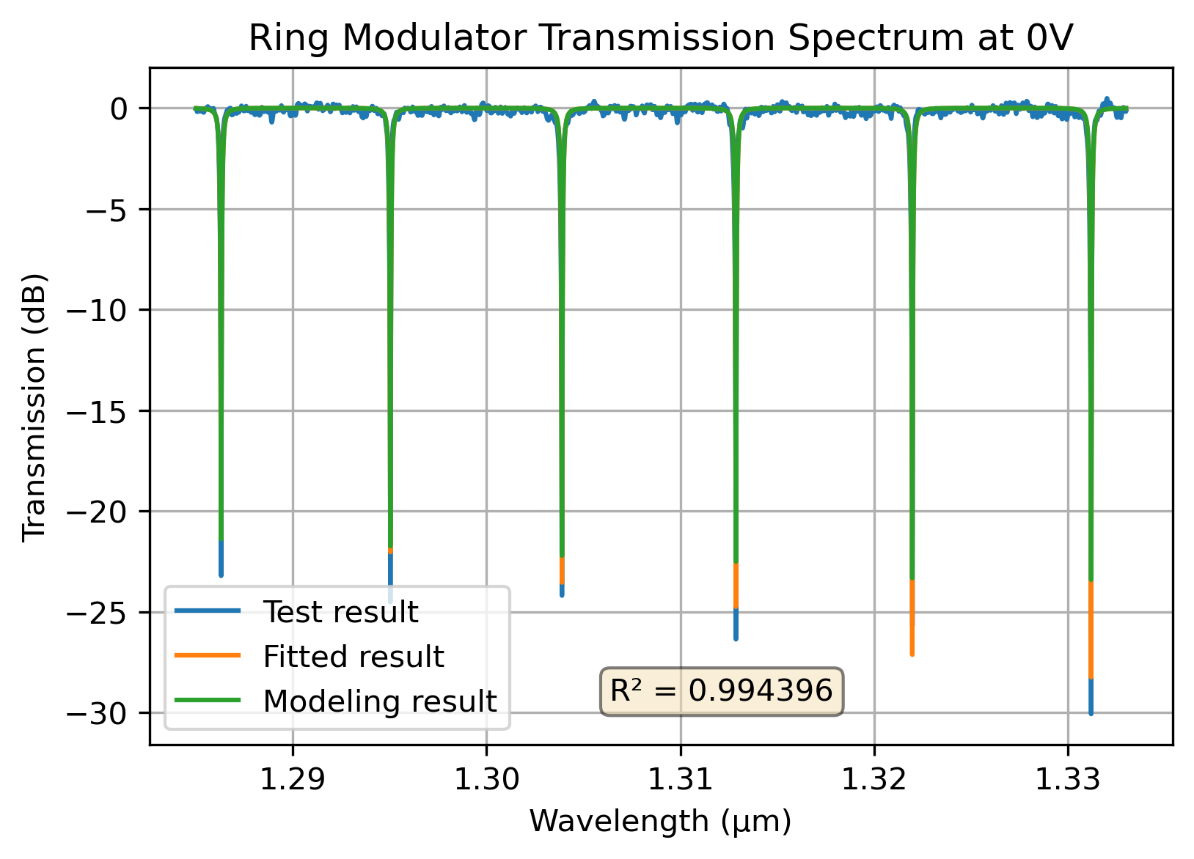 Ring Modulator Transmission Spectrum at 0V
0
−5
−10
−15
−20
−25
−30
Transmission (dB)
Test result
Fitted result
Modeling result
R² = 0.994396
1.29 1.30 1.31 1.32 1.33
Wavelength (μm)